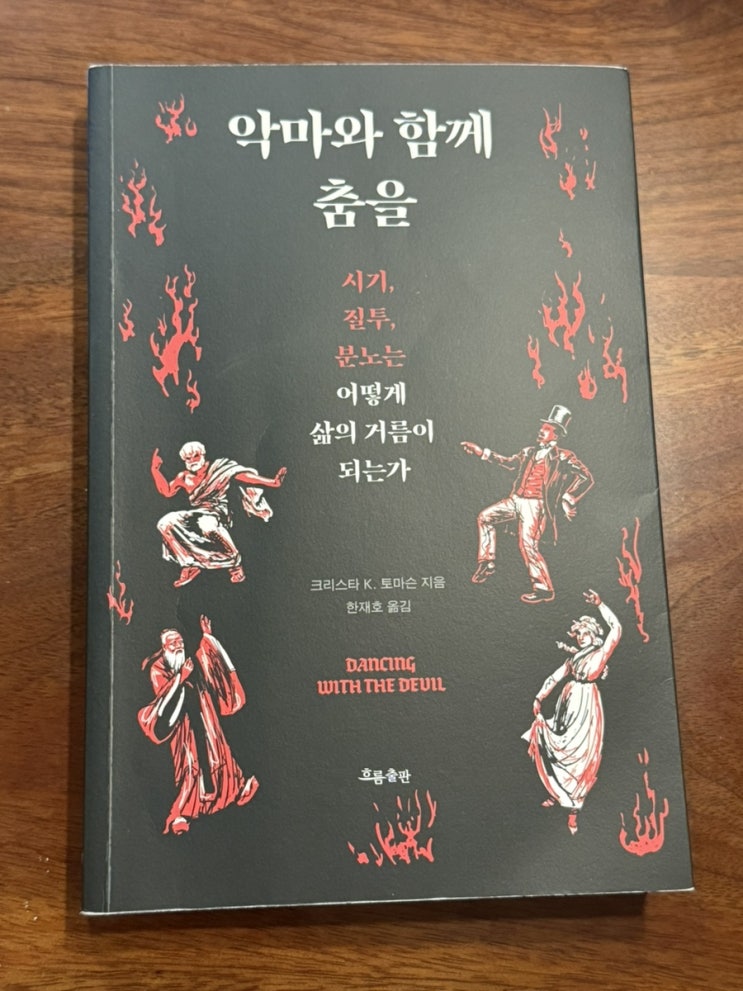 악마와 함께
춤을
시기,
질투,
분노는
어떻게
삶의 거름이
되는가
크리스타 K. 토마슨 지음
한재호 옮김
DANCING
WITH THE DEVIL
흐름출판